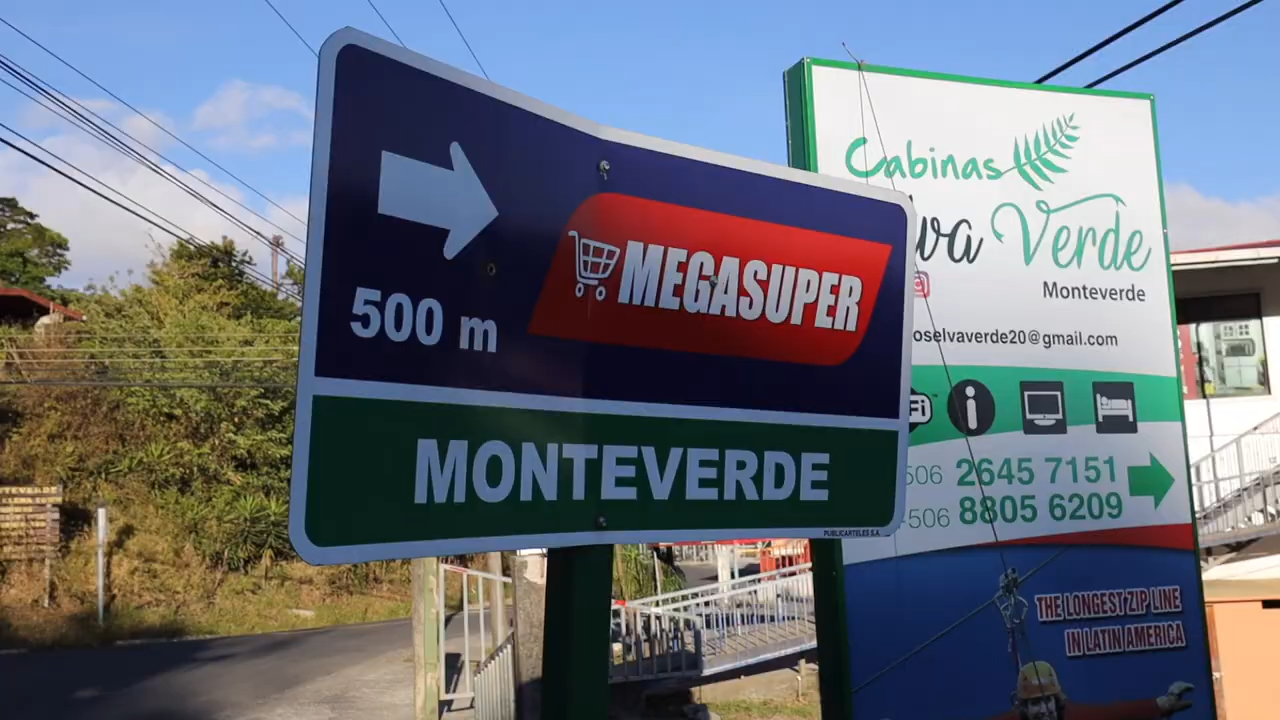 500 m
MEGASUPER
MONTEVERDE
PUBLICARTELES S.A.
Cabinas
Verde
Monteverde
oselvaverde20@gmail.com
Fi
i
506 2645 7151
506 8805 6209
THE LONGEST ZIP LINE
IN LATIN AMERICA